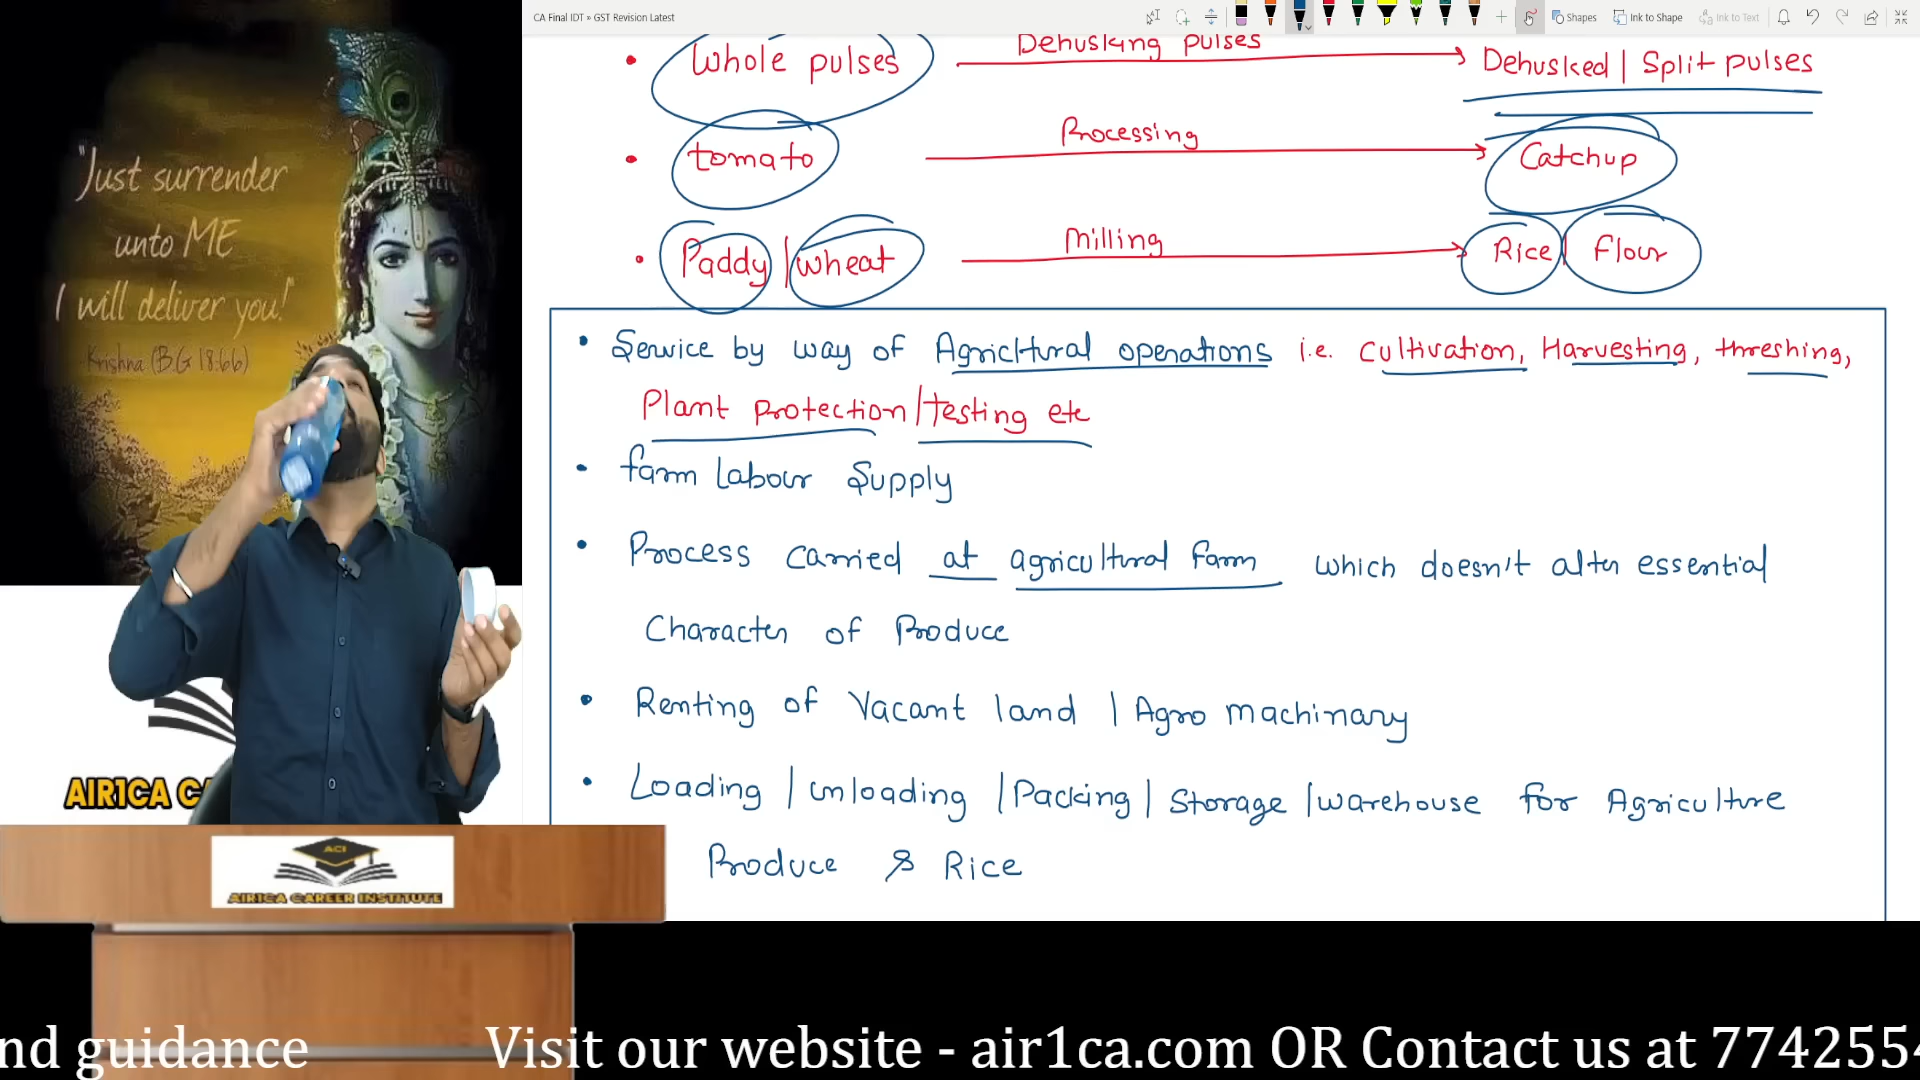 CA Final IDT » GST Revision Latest
Shapes Ink to Shape Ink to Text
• Whole pulses Dehusking pulses Dehusked | Split pulses
• tomato Processing Catchup
• Paddy | wheat Milling Rice | Flour
"Just surrender
unto ME
I will deliver you!"
- Krishna (B.G 18.66)
• Service by way of Agricltural operations i.e. Cultivation, Harvesting, threshing,
Plant protection/testing etc
• farm Labour Supply
• Process carried at agricultural farm which doesn't alter essential
Character of Produce
• Renting of Vacant land | Agro machinary
• Loading | unloading | Packing | Storage | warehouse for Agriculture
Produce & Rice
AIR1CA CA
ACI
AIR1CA CAREER INSTITUTE
nd guidance Visit our website - air1ca.com OR Contact us at 7742554